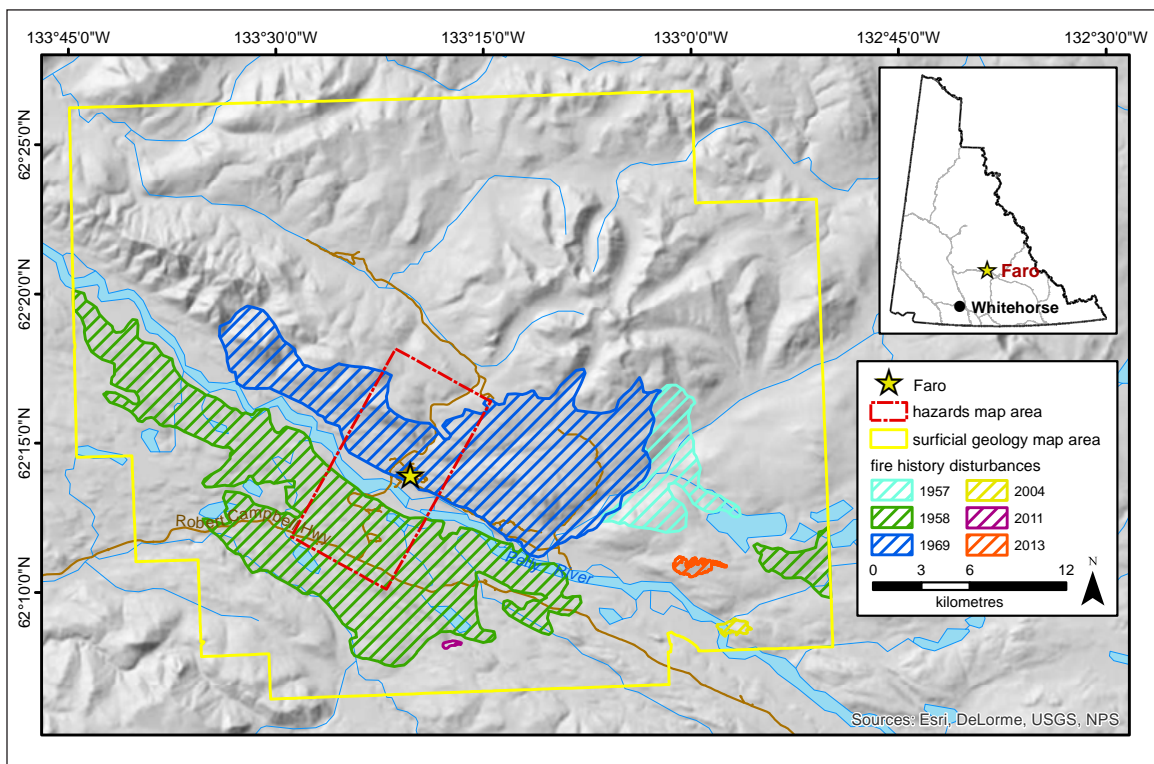 133°45'0"W
133°30'0"W
133°15'0"W
133°0'0"W
132°45'0"W
132°30'0"W
62°25'0"N
62°20'0"N
62°15'0"N
62°10'0"N
Faro
Whitehorse
Robert Campbell Hwy
Pelly River
Faro
hazards map area
surficial geology map area
fire history disturbances
1957
2004
1958
2011
1969
2013
0 3 6 12
kilometres
N
Sources: Esri, DeLorme, USGS, NPS